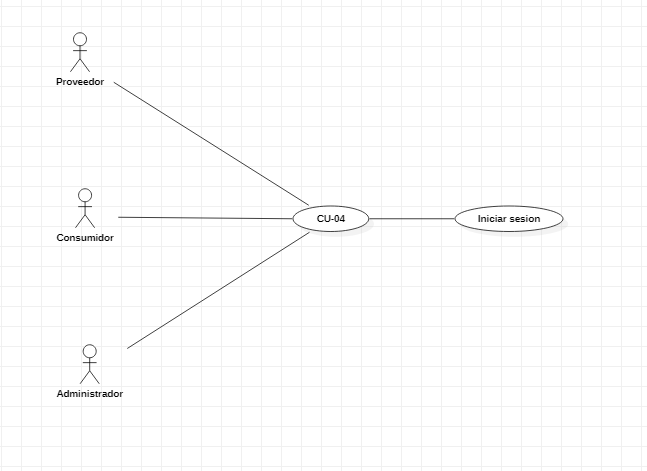 Proveedor
Consumidor
CU-04
Iniciar sesion
Administrador